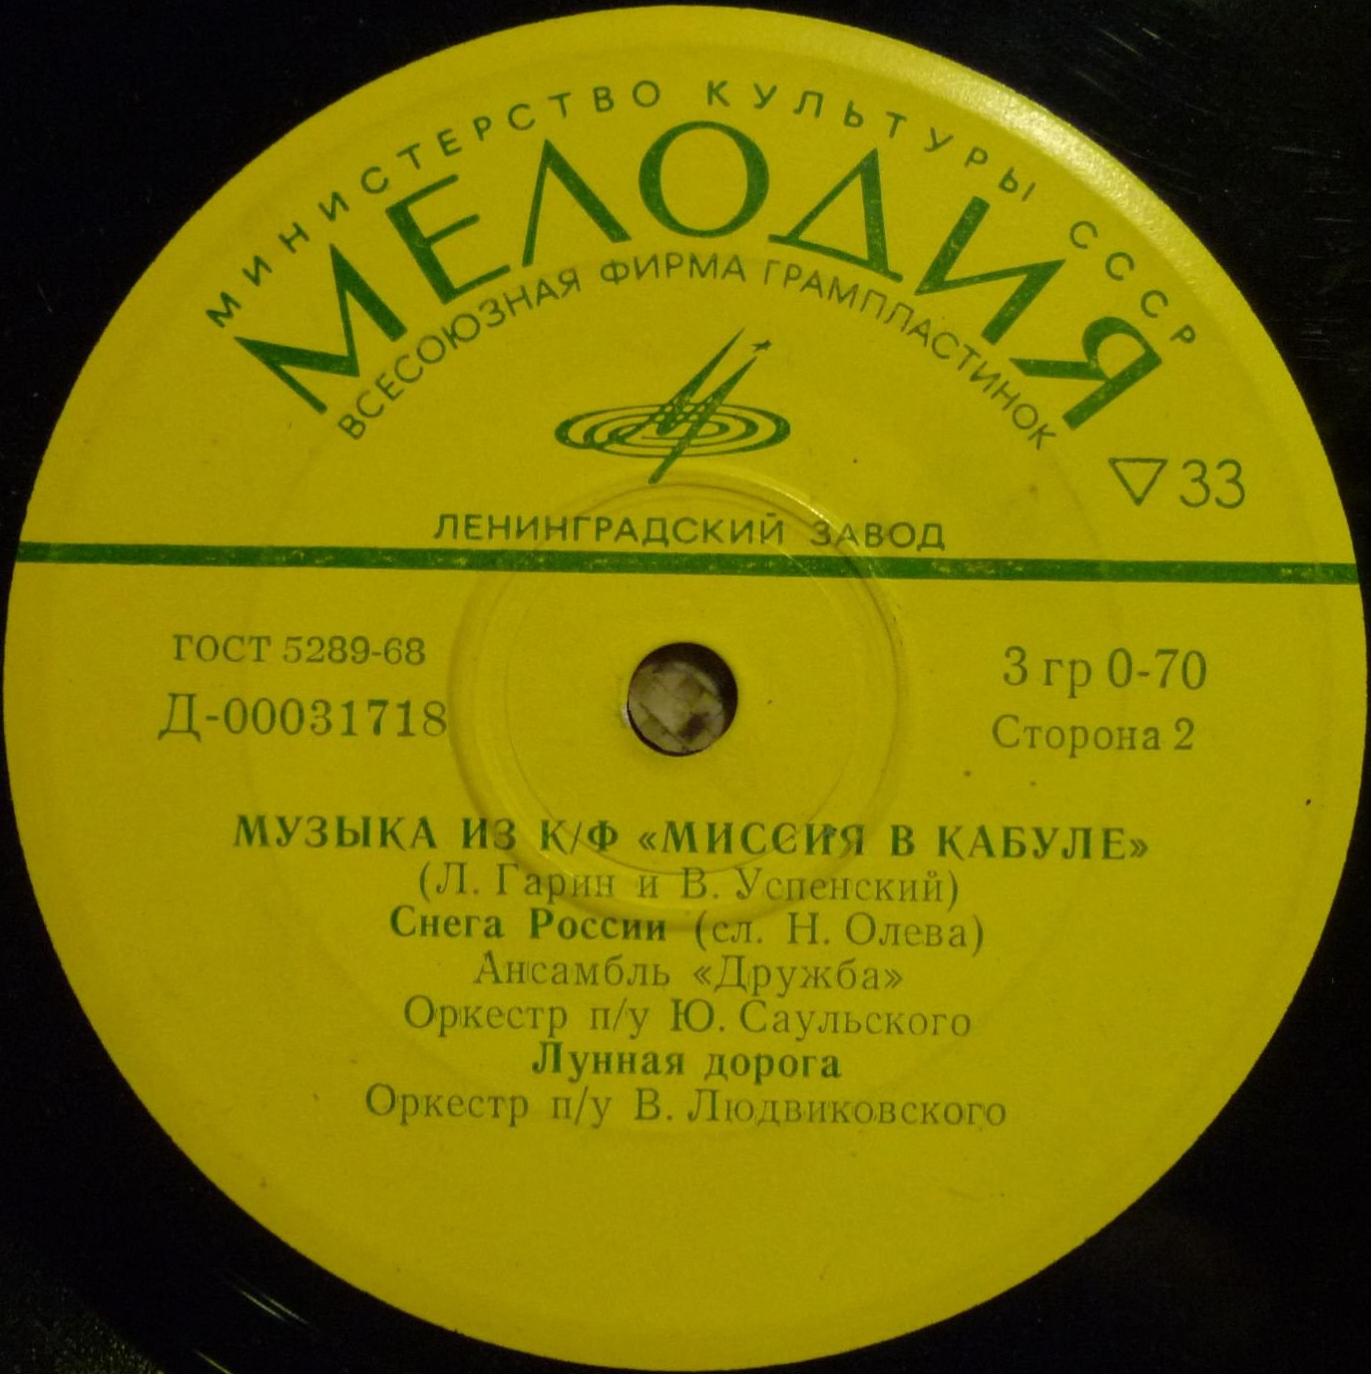 МИНИСТЕРСТВО КУЛЬТУРЫ СССР
МЕЛОДИЯ
ВСЕСОЮЗНАЯ ФИРМА ГРАМПЛАСТИНОК
▽33
ЛЕНИНГРАДСКИЙ ЗАВОД
ГОСТ 5289-68
Д-00031718
3 гр 0-70
Сторона 2
МУЗЫКА ИЗ К/Ф «МИССИЯ В КАБУЛЕ»
(Л. Гарин и В. Успенский)
Снега России (сл. Н. Олева)
Ансамбль «Дружба»
Оркестр п/у Ю. Саульского
Лунная дорога
Оркестр п/у В. Людвиковского